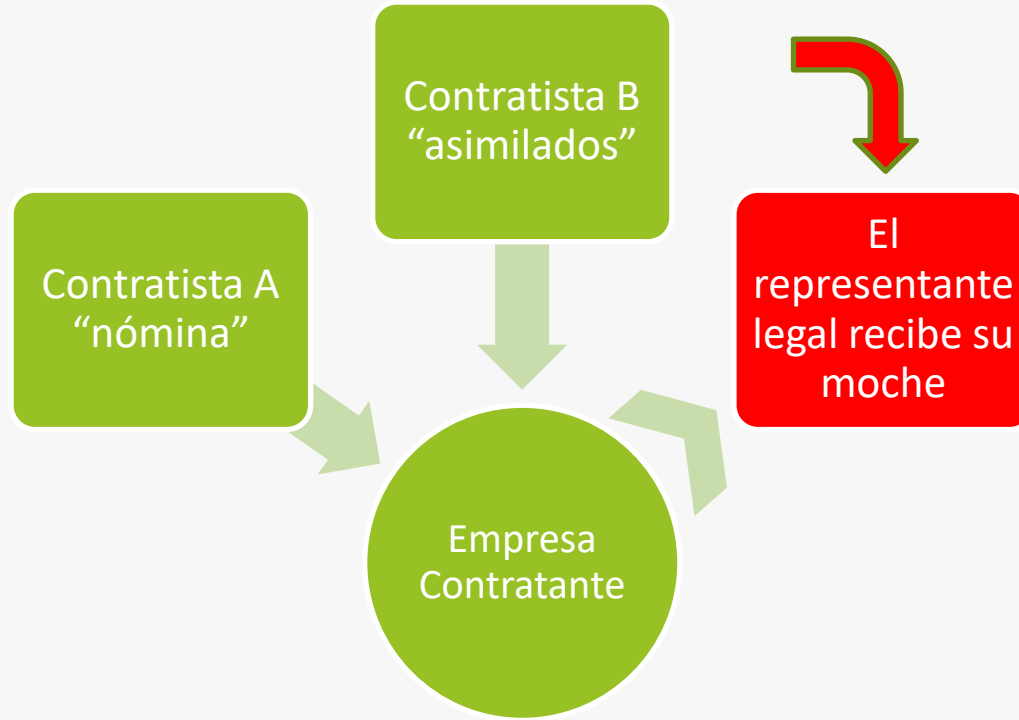 Contratista A
“nómina”
Contratista B
“asimilados”
El
representante
legal recibe su
moche
Empresa
Contratante